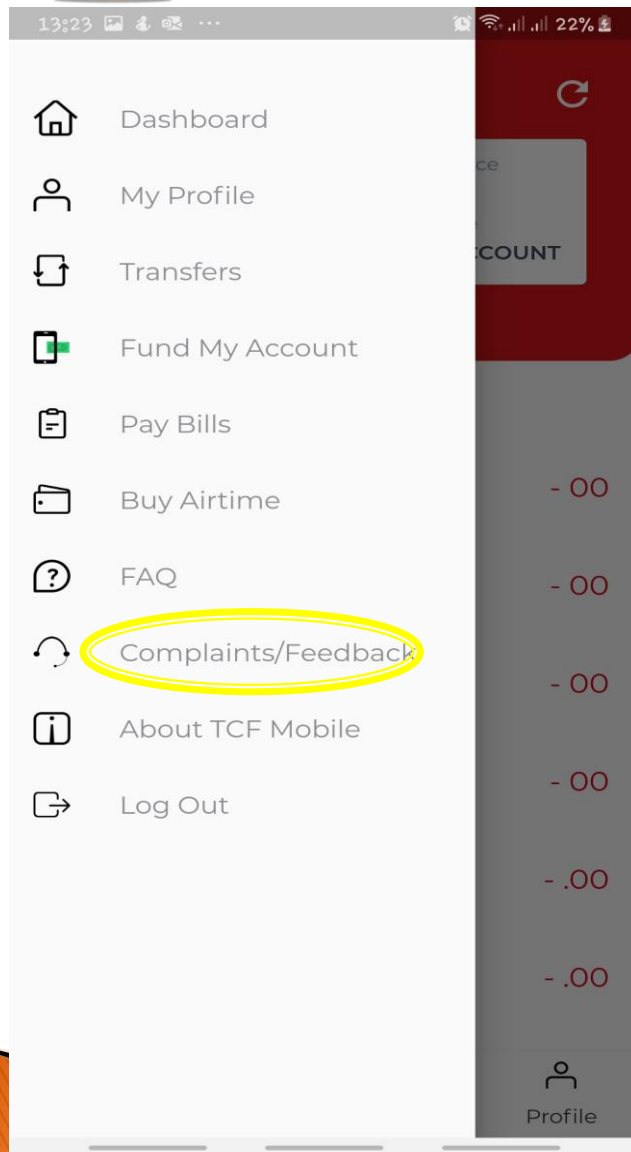 13:23
22%
Dashboard
ce
My Profile
COUNT
Transfers
Fund My Account
Pay Bills
Buy Airtime
- 00
FAQ
- 00
Complaints/Feedback
- 00
About TCF Mobile
- 00
Log Out
- .00
- .00
Profile